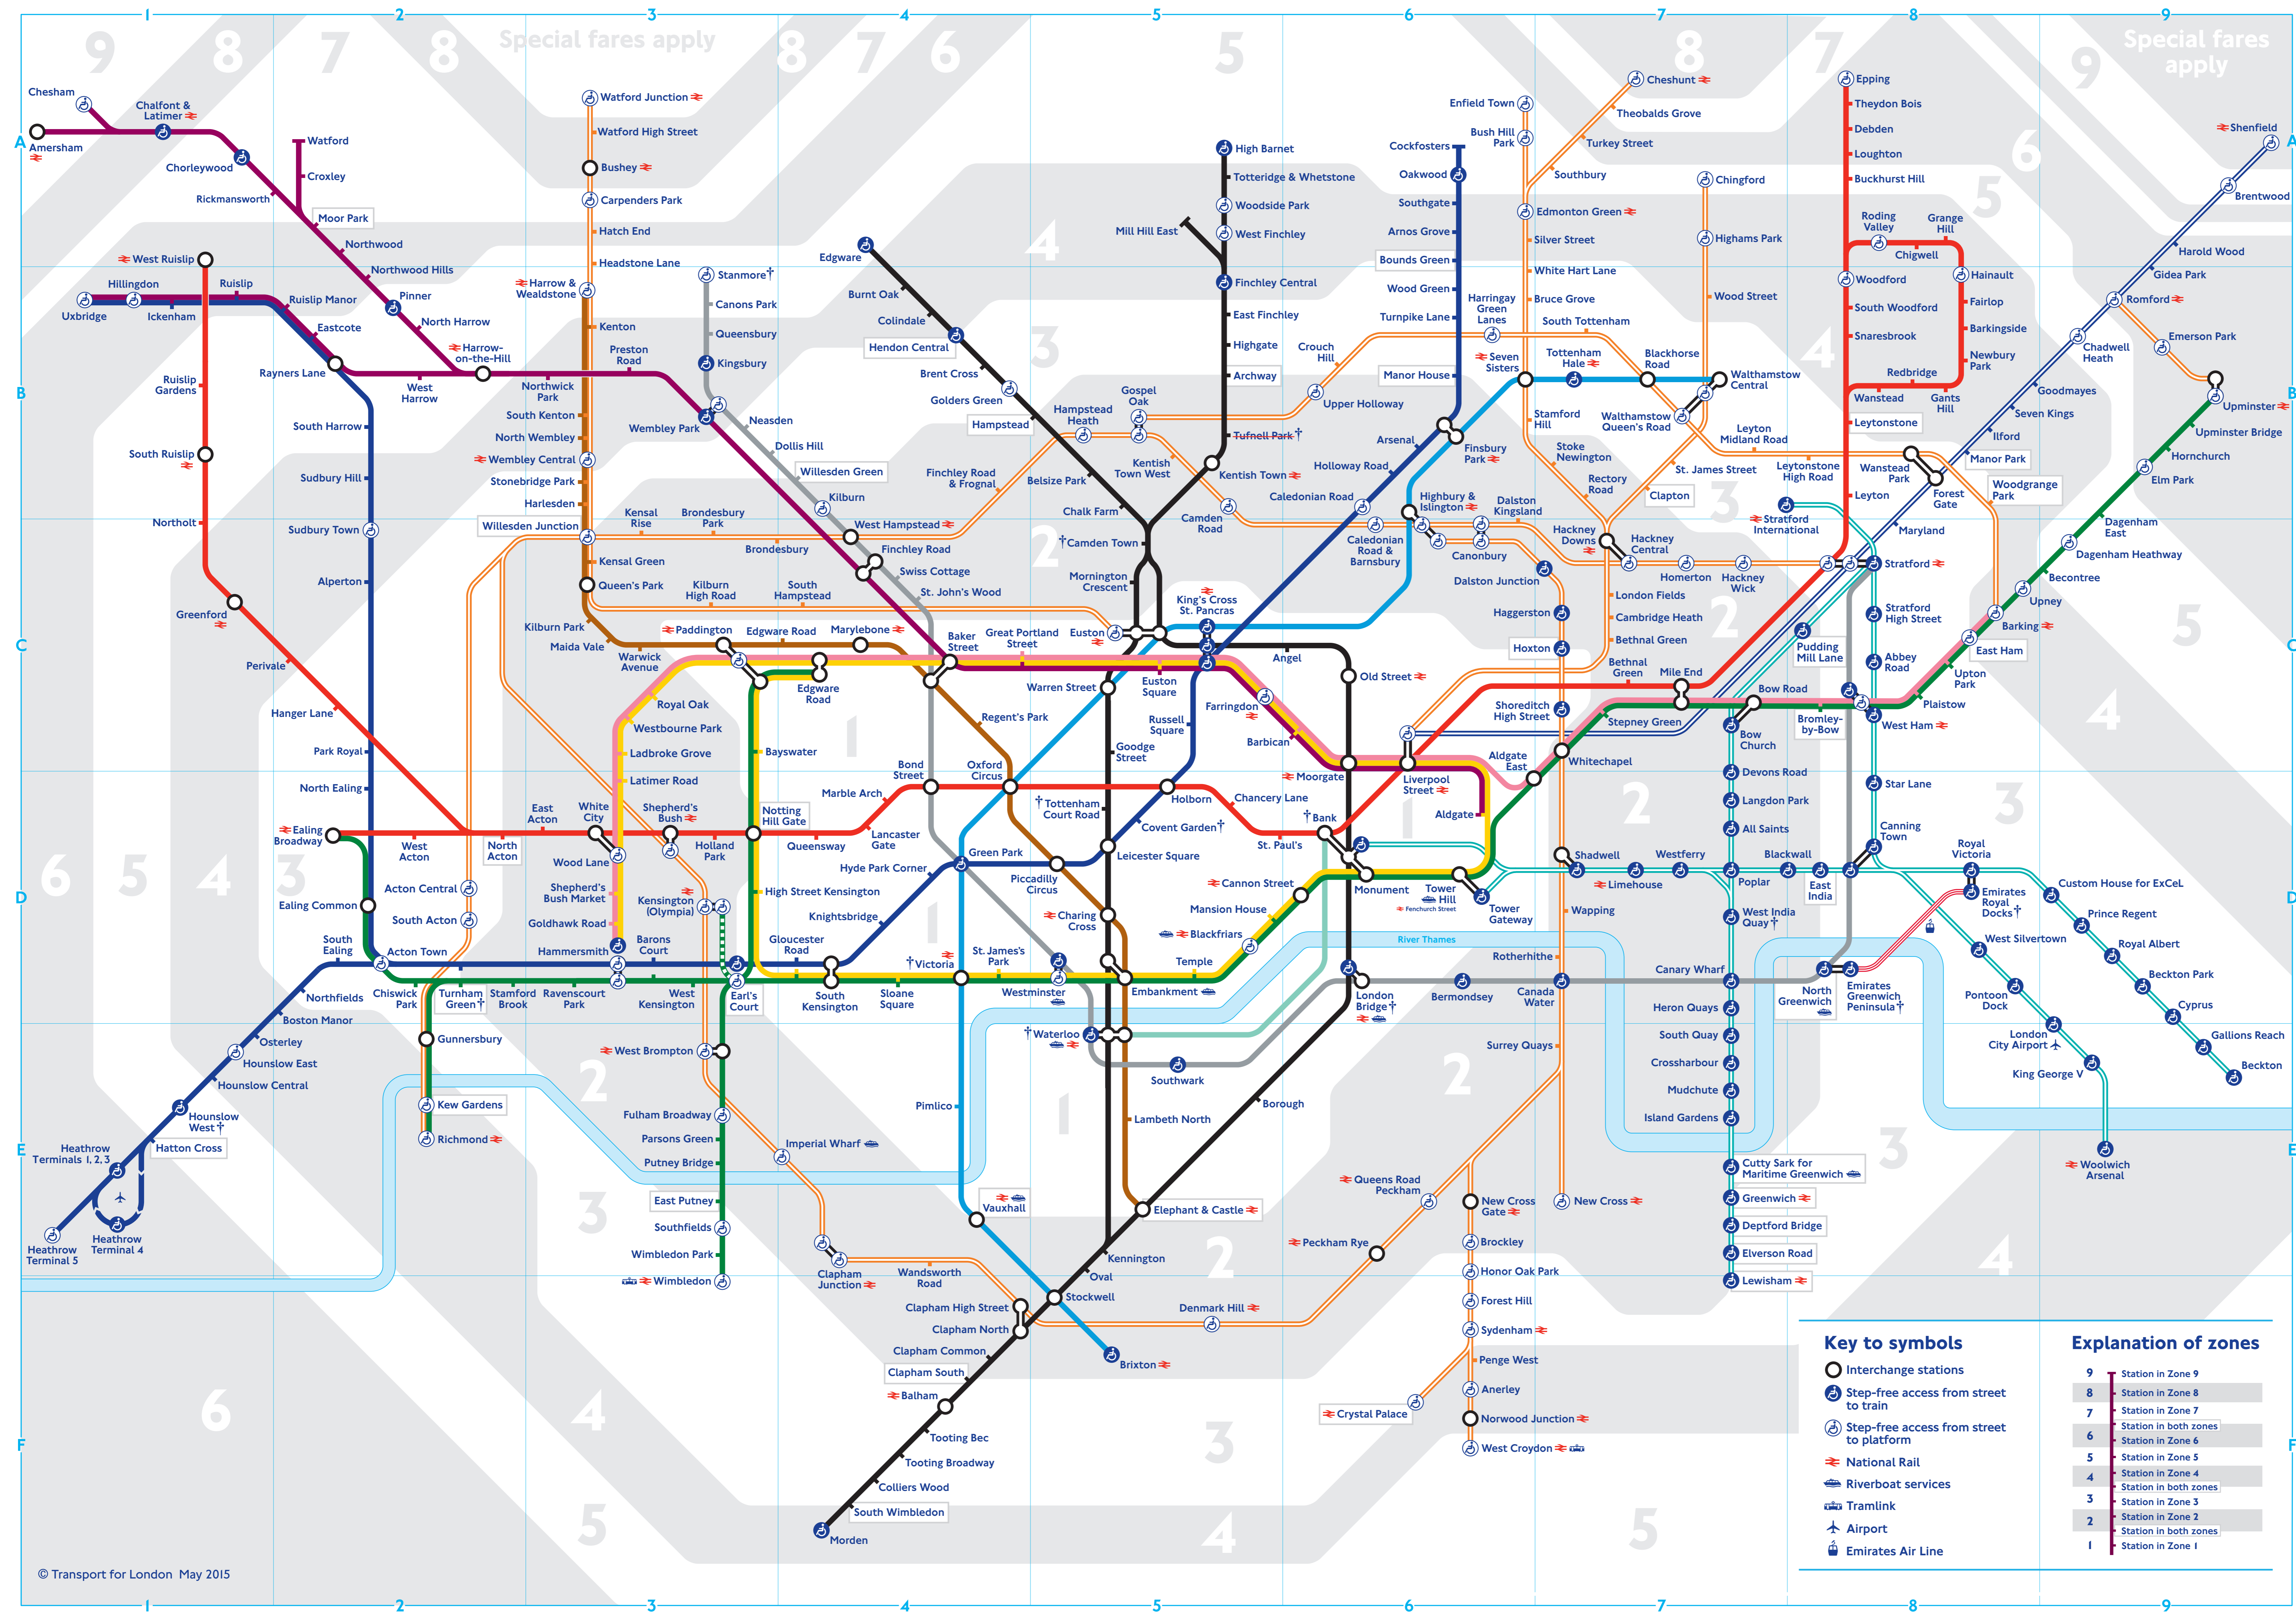 1
2
3
4
5
6
7
8
9
A
B
C
D
E
F
9
8
7
8
Special fares apply
8
7
6
5
8
7
9
Special fares
apply
6
5
4
Chesham
Chalfont &
Latimer
Amersham
Chorleywood
Rickmansworth
Watford
Croxley
Moor Park
Northwood
Northwood Hills
Pinner
North Harrow
Harrow-
on-the-Hill
West Ruislip
Hillingdon
Ruislip
Uxbridge
Ickenham
Ruislip Manor
Eastcote
Rayners Lane
West
Harrow
Northwick
Park
Preston
Road
Ruislip
Gardens
South Ruislip
Northolt
Greenford
Perivale
Hanger Lane
South Harrow
Sudbury Hill
Sudbury Town
Alperton
Park Royal
North Ealing
Ealing
Broadway
Ealing Common
West
Acton
North
Acton
East
Acton
White
City
Shepherd's
Bush
Holland
Park
Notting
Hill Gate
Queensway
Lancaster
Gate
Marble Arch
Bond
Street
Oxford
Circus
Tottenham
Court Road
Holborn
Chancery Lane
St. Paul's
Bank
Watford Junction
Watford High Street
Bushey
Carpenders Park
Hatch End
Headstone Lane
Harrow &
Wealdstone
Kenton
South Kenton
North Wembley
Wembley Central
Stonebridge Park
Harlesden
Willesden Junction
Kensal Green
Queen's Park
Kilburn Park
Maida Vale
Warwick
Avenue
Paddington
Edgware Road
Marylebone
Baker
Street
Regent's Park
Stanmore†
Canons Park
Queensbury
Kingsbury
Wembley Park
Neasden
Dollis Hill
Willesden Green
Kilburn
West Hampstead
Finchley Road
Swiss Cottage
St. John's Wood
Kensal
Rise
Brondesbury
Park
Brondesbury
Finchley Road
& Frognal
Hampstead
Heath
Gospel
Oak
Kentish
Town West
Camden
Road
Kilburn
High Road
South
Hampstead
Edgware
Burnt Oak
Colindale
Hendon Central
Brent Cross
Golders Green
Hampstead
Belsize Park
Chalk Farm
†Camden Town
Mornington
Crescent
Euston
Mill Hill East
High Barnet
Totteridge & Whetstone
Woodside Park
West Finchley
Finchley Central
East Finchley
Highgate
Archway
Tufnell Park†
Kentish Town
King's Cross
St. Pancras
Great Portland
Street
Euston
Square
Warren Street
Goodge
Street
Russell
Square
Angel
Old Street
Farringdon
Barbican
Moorgate
Liverpool
Street
Aldgate
Aldgate
East
Cockfosters
Oakwood
Southgate
Arnos Grove
Bounds Green
Wood Green
Turnpike Lane
Manor House
Arsenal
Holloway Road
Caledonian Road
Finsbury
Park
Harringay
Green
Lanes
Crouch
Hill
Upper Holloway
South Tottenham
Highbury &
Islington
Caledonian
Road &
Barnsbury
Canonbury
Dalston
Kingsland
Dalston Junction
Haggerston
Hoxton
Shoreditch
High Street
Whitechapel
Enfield Town
Bush Hill
Park
Cheshunt
Theobalds Grove
Turkey Street
Southbury
Edmonton Green
Silver Street
White Hart Lane
Bruce Grove
Seven
Sisters
Tottenham
Hale
Blackhorse
Road
Walthamstow
Central
Walthamstow
Queen's Road
Stamford
Hill
Stoke
Newington
Rectory
Road
Hackney
Downs
Hackney
Central
London Fields
Cambridge Heath
Bethnal Green
Chingford
Highams Park
Wood Street
St. James Street
Clapton
Leyton
Midland Road
Leytonstone
High Road
Wanstead
Park
Woodgrange
Park
Homerton
Hackney
Wick
Epping
Theydon Bois
Debden
Loughton
Buckhurst Hill
Roding
Valley
Chigwell
Grange
Hill
Hainault
Fairlop
Barkingside
Newbury
Park
Gants
Hill
Redbridge
Wanstead
Woodford
South Woodford
Snaresbrook
Leytonstone
Leyton
Stratford
International
Stratford
Mile End
Bethnal
Green
Shenfield
Brentwood
Harold Wood
Gidea Park
Romford
Emerson Park
Chadwell
Heath
Goodmayes
Seven Kings
Ilford
Manor Park
Forest
Gate
Maryland
Upminster
Upminster Bridge
Hornchurch
Elm Park
Dagenham
East
Dagenham Heathway
Becontree
Upney
Barking
East Ham
Upton
Park
Plaistow
West Ham
Bromley-
by-Bow
Bow Road
Stepney Green
Stratford
High Street
Abbey
Road
Pudding
Mill Lane
Star Lane
Canning
Town
Bow
Church
Devons Road
Langdon Park
All Saints
Poplar
Blackwall
East
India
Westferry
Limehouse
Shadwell
Tower
Gateway
Tower
Hill
Fenchurch Street
Monument
Cannon Street
Mansion House
Blackfriars
Temple
Embankment
Westminster
St. James's
Park
†Victoria
Sloane
Square
South
Kensington
Gloucester
Road
High Street Kensington
Bayswater
Edgware
Road
Royal Oak
Westbourne Park
Ladbroke Grove
Latimer Road
Wood Lane
Shepherd's
Bush Market
Goldhawk Road
Hammersmith
Barons
Court
Kensington
(Olympia)
Earl's
Court
West
Kensington
Ravenscourt
Park
Stamford
Brook
Turnham
Green†
Chiswick
Park
Acton Town
Acton Central
South Acton
South
Ealing
Northfields
Boston Manor
Osterley
Hounslow East
Hounslow Central
Hounslow
West†
Hatton Cross
Heathrow
Terminals 1, 2, 3
Heathrow
Terminal 4
Heathrow
Terminal 5
Gunnersbury
Kew Gardens
Richmond
West Brompton
Fulham Broadway
Parsons Green
Putney Bridge
East Putney
Southfields
Wimbledon Park
Wimbledon
Imperial Wharf
Clapham
Junction
Wandsworth
Road
Clapham High Street
Clapham North
Clapham Common
Clapham South
Balham
Tooting Bec
Tooting Broadway
Colliers Wood
South Wimbledon
Morden
Hyde Park Corner
Knightsbridge
Green Park
Piccadilly
Circus
Leicester Square
Covent Garden†
Charing
Cross
†Waterloo
Southwark
Lambeth North
Elephant & Castle
Kennington
Oval
Stockwell
Brixton
Vauxhall
Pimlico
Borough
London
Bridge†
Bermondsey
Canada
Water
Rotherhithe
Wapping
Surrey Quays
River Thames
Denmark Hill
Peckham Rye
Queens Road
Peckham
New Cross
Gate
New Cross
Brockley
Honor Oak Park
Forest Hill
Sydenham
Penge West
Anerley
Norwood Junction
West Croydon
Crystal Palace
West India
Quay†
Canary Wharf
Heron Quays
South Quay
Crossharbour
Mudchute
Island Gardens
Cutty Sark for
Maritime Greenwich
Greenwich
Deptford Bridge
Elverson Road
Lewisham
North
Greenwich
Emirates
Greenwich
Peninsula†
Royal
Victoria
Emirates
Royal
Docks†
Custom House for ExCeL
Prince Regent
Royal Albert
Beckton Park
Cyprus
Gallions Reach
Beckton
West Silvertown
Pontoon
Dock
London
City Airport
King George V
Woolwich
Arsenal
Key to symbols
Interchange stations
Step-free access from street
to train
Step-free access from street
to platform
National Rail
Riverboat services
Tramlink
Airport
Emirates Air Line
Explanation of zones
9 Station in Zone 9
8 Station in Zone 8
7 Station in Zone 7
Station in both zones
6 Station in Zone 6
5 Station in Zone 5
4 Station in Zone 4
Station in both zones
3 Station in Zone 3
2 Station in Zone 2
Station in both zones
1 Station in Zone 1
© Transport for London May 2015